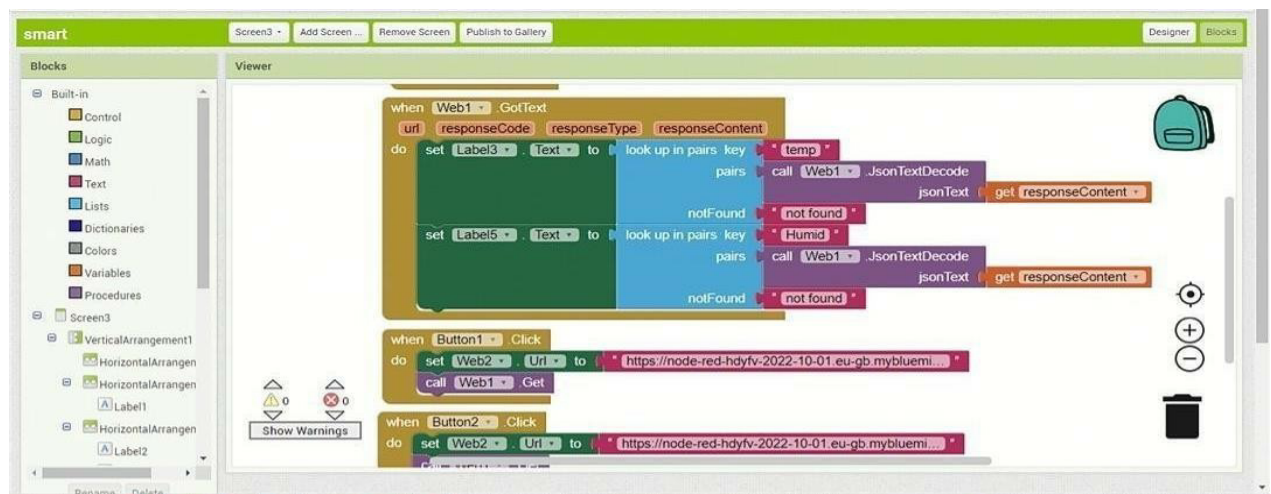 smart Screen3 Add Screen ... Remove Screen Publish to Gallery Designer Blocks
Blocks Viewer
Built-in
Control
Logic
Math
Text
Lists
Dictionaries
Colors
Variables
Procedures
Screen3
VerticalArrangement1
HorizontalArrangen
HorizontalArrangen
Label1
HorizontalArrangen
Label2
Rename Delete
when Web1 .GotText
url responseCode responseType responseContent
do set Label3 . Text to look up in pairs key " temp "
pairs call Web1 .JsonTextDecode
jsonText get responseContent
notFound " not found "
set Label5 . Text to look up in pairs key " Humid "
pairs call Web1 .JsonTextDecode
jsonText get responseContent
notFound " not found "
when Button1 .Click
do set Web2 . Url to " https://node-red-hdyfv-2022-10-01.eu-gb.mybluemi... "
call Web1 .Get
when Button2 .Click
do set Web2 . Url to " https://node-red-hdyfv-2022-10-01.eu-gb.mybluemi... "
0 0
Show Warnings